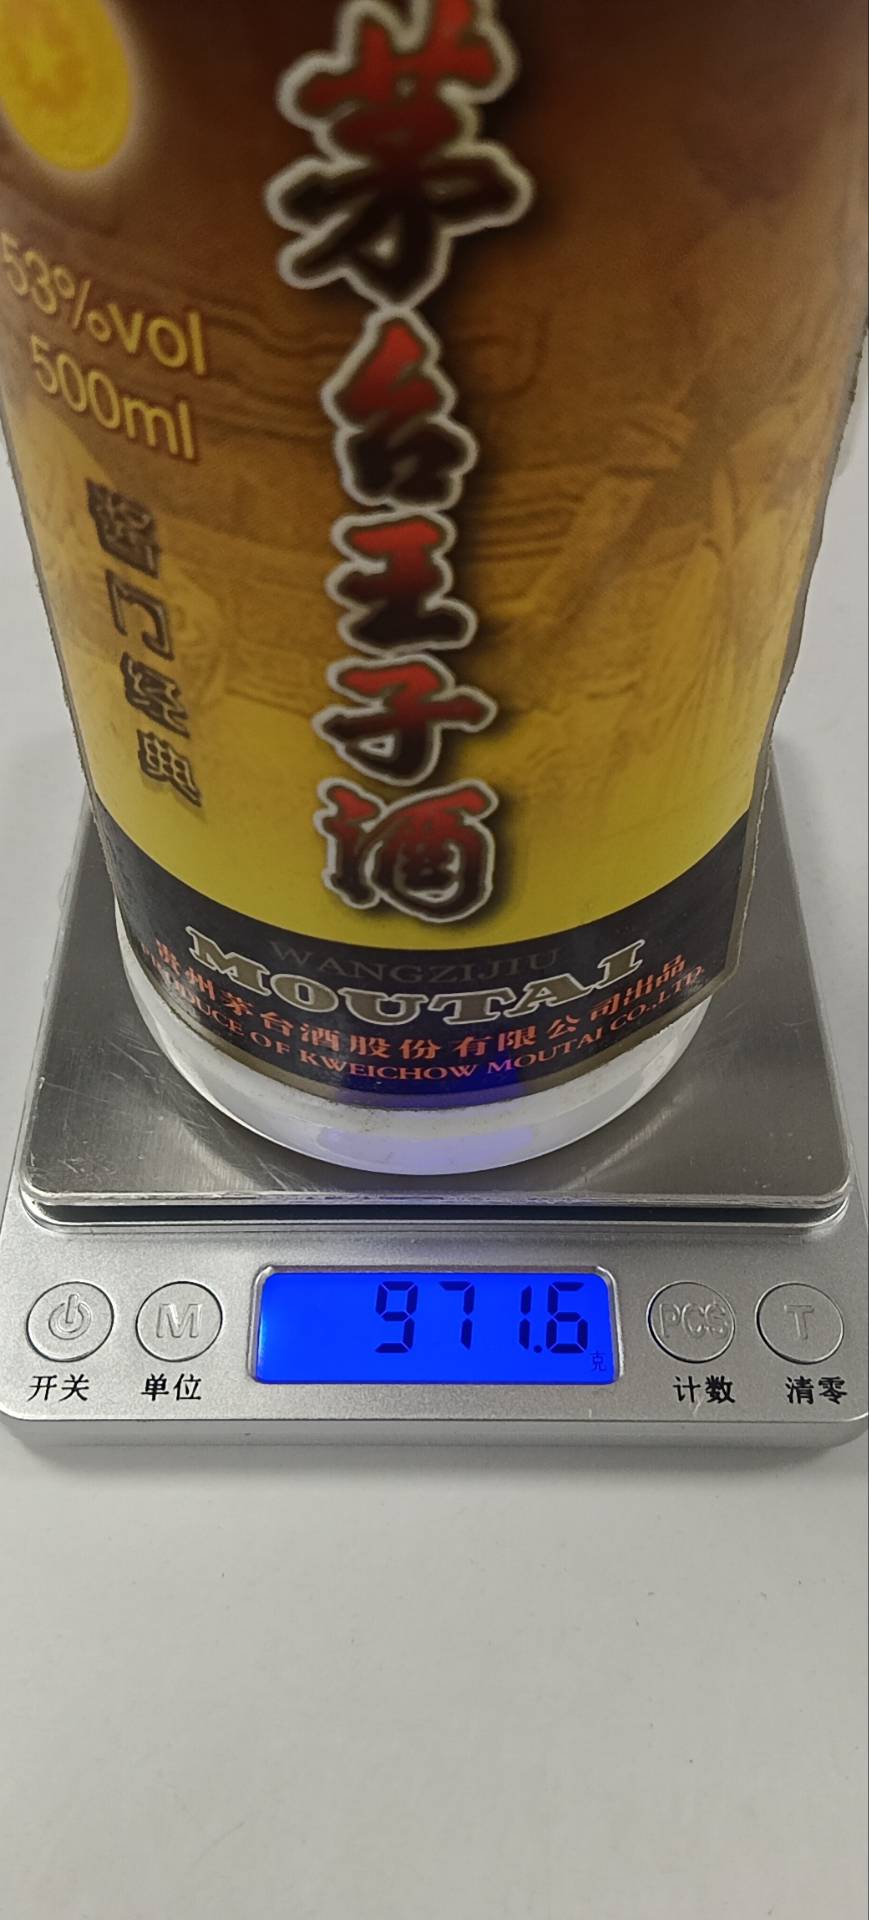 茅台王子酒
53%vol
500ml
酱门经典
WANGZIJIU
MOUTAI
贵州茅台酒股份有限公司出品
PRODUCE OF KWEICHOW MOUTAI CO.,LTD.
971.6
克
M
PCS
T
开关
单位
计数
清零